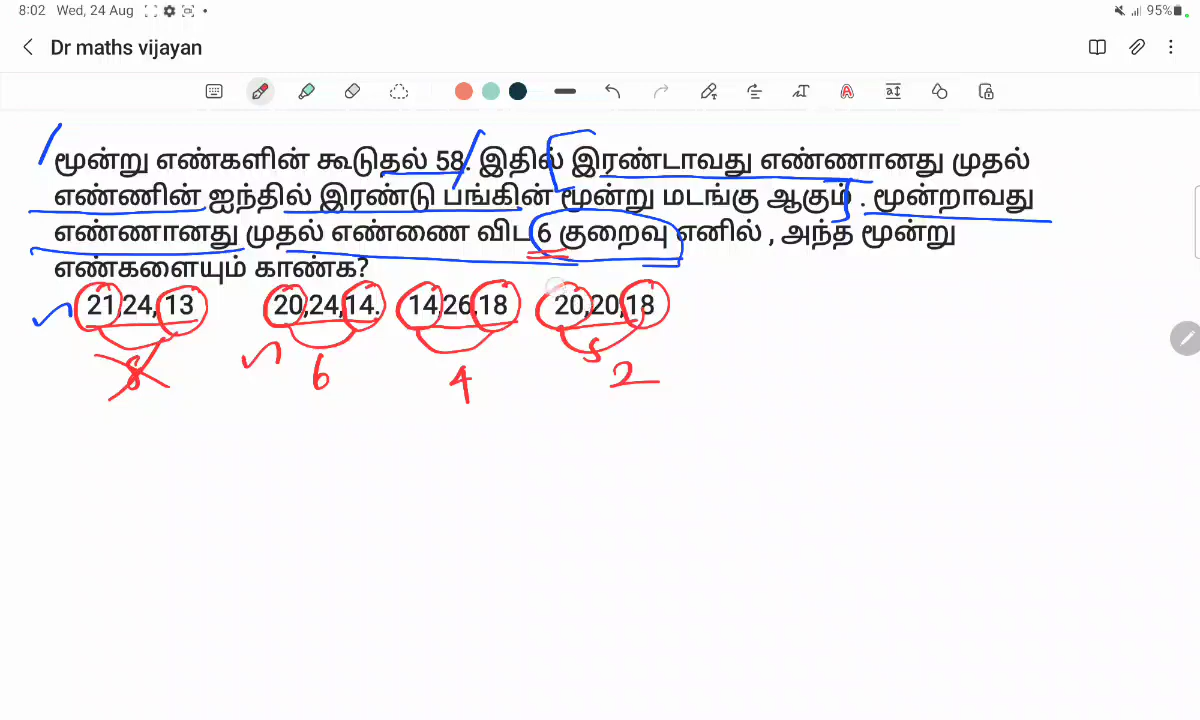 8:02 Wed, 24 Aug 95%
Dr maths vijayan
மூன்று எண்களின் கூடுதல் 58. இதில் இரண்டாவது எண்ணானது முதல்
எண்ணின் ஐந்தில் இரண்டு பங்கின் மூன்று மடங்கு ஆகும் . மூன்றாவது
எண்ணானது முதல் எண்ணை விட 6 குறைவு எனில் , அந்த மூன்று
எண்களையும் காண்க?
21,24,13 20,24,14. 14,26,18 20,20,18
8 6 4 2